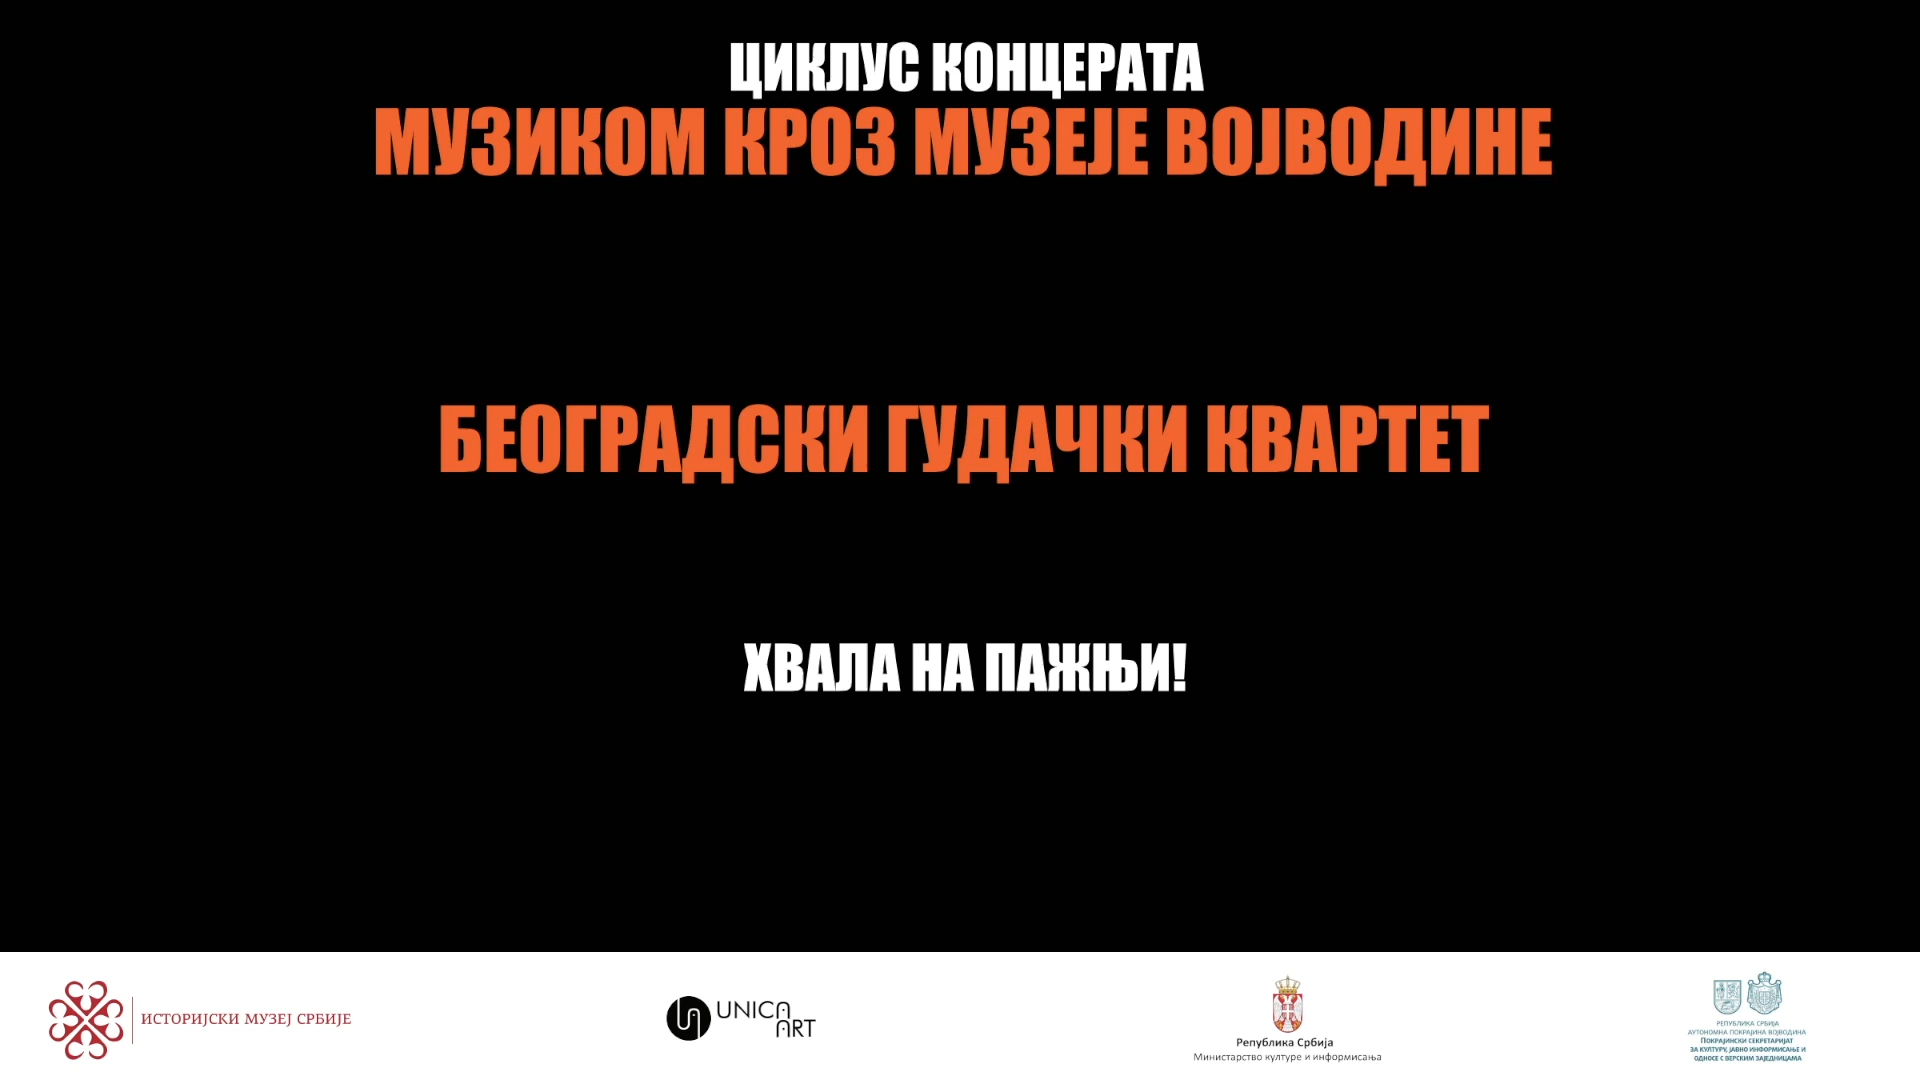 ЦИКЛУС КОНЦЕРАТА
МУЗИКОМ КРОЗ МУЗЕЈЕ ВОЈВОДИНЕ
БЕОГРАДСКИ ГУДАЧКИ КВАРТЕТ
ХВАЛА НА ПАЖЊИ!
ИСТОРИЈСКИ МУЗЕЈ СРБИЈЕ
UNICA
ART
Република Србија
Министарство културе и информисања
РЕПУБЛИКА СРБИЈА
АУТОНОМНА ПОКРАЈИНА ВОЈВОДИНА
ПОКРАЈИНСКИ СЕКРЕТАРИЈАТ
ЗА КУЛТУРУ, ЈАВНО ИНФОРМИСАЊЕ И
ОДНОСЕ С ВЕРСКИМ ЗАЈЕДНИЦАМА